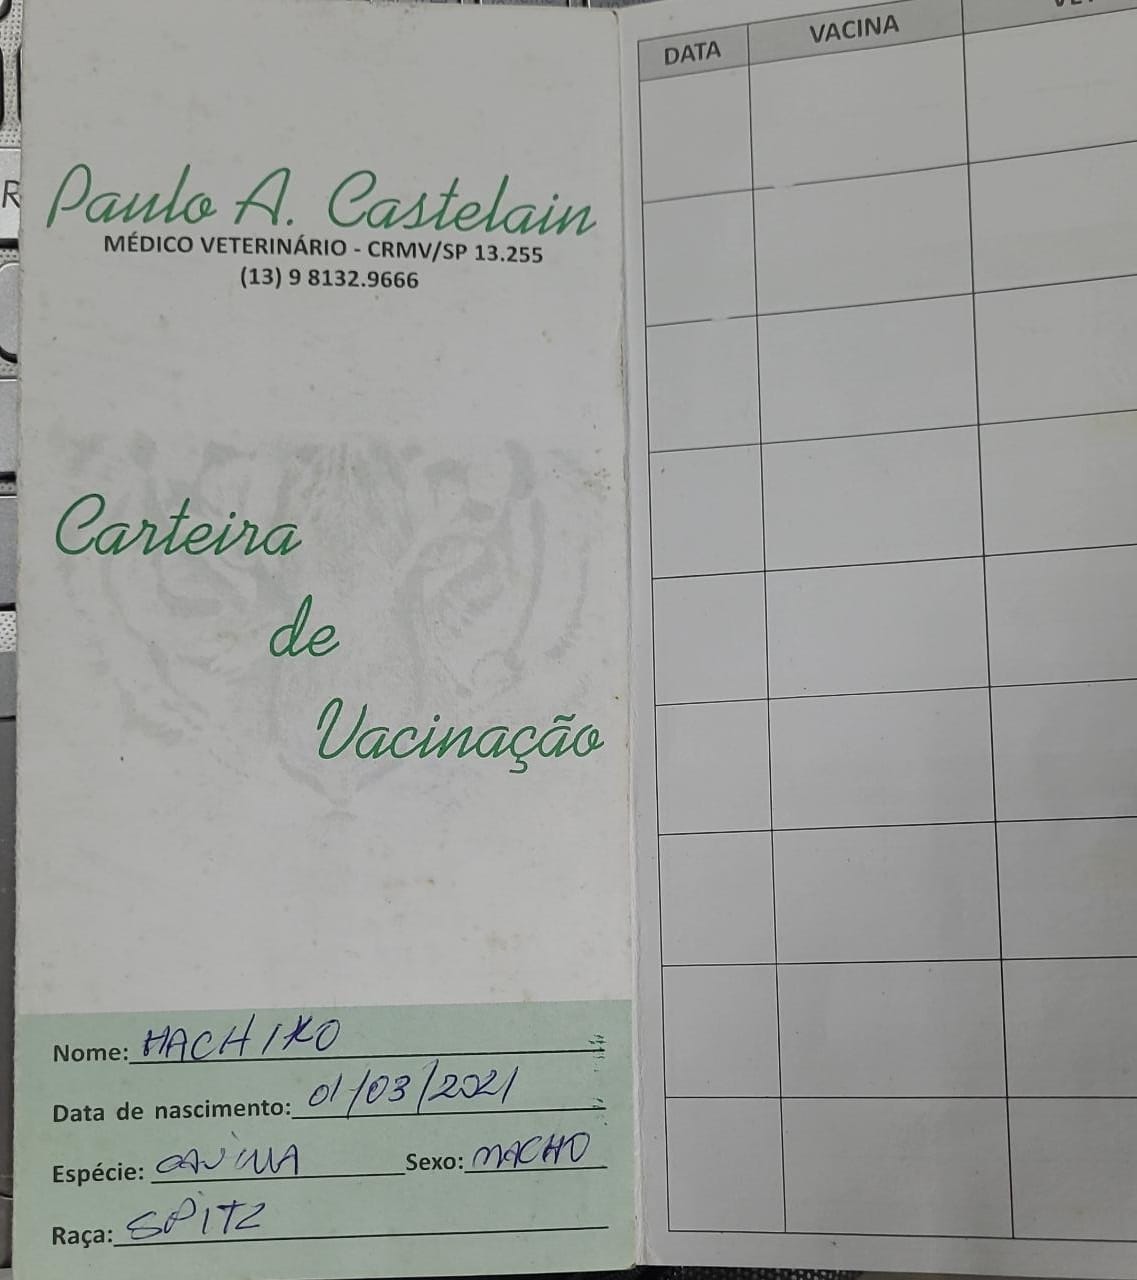 Paulo A. Castelain
MÉDICO VETERINÁRIO - CRMV/SP 13.255
(13) 9 8132.9666
Carteira
de
Vacinação
Nome: HACHIKO
Data de nascimento: 01/03/2021
Espécie: CANINA Sexo: MACHO
Raça: SPITZ
DATA VACINA
R